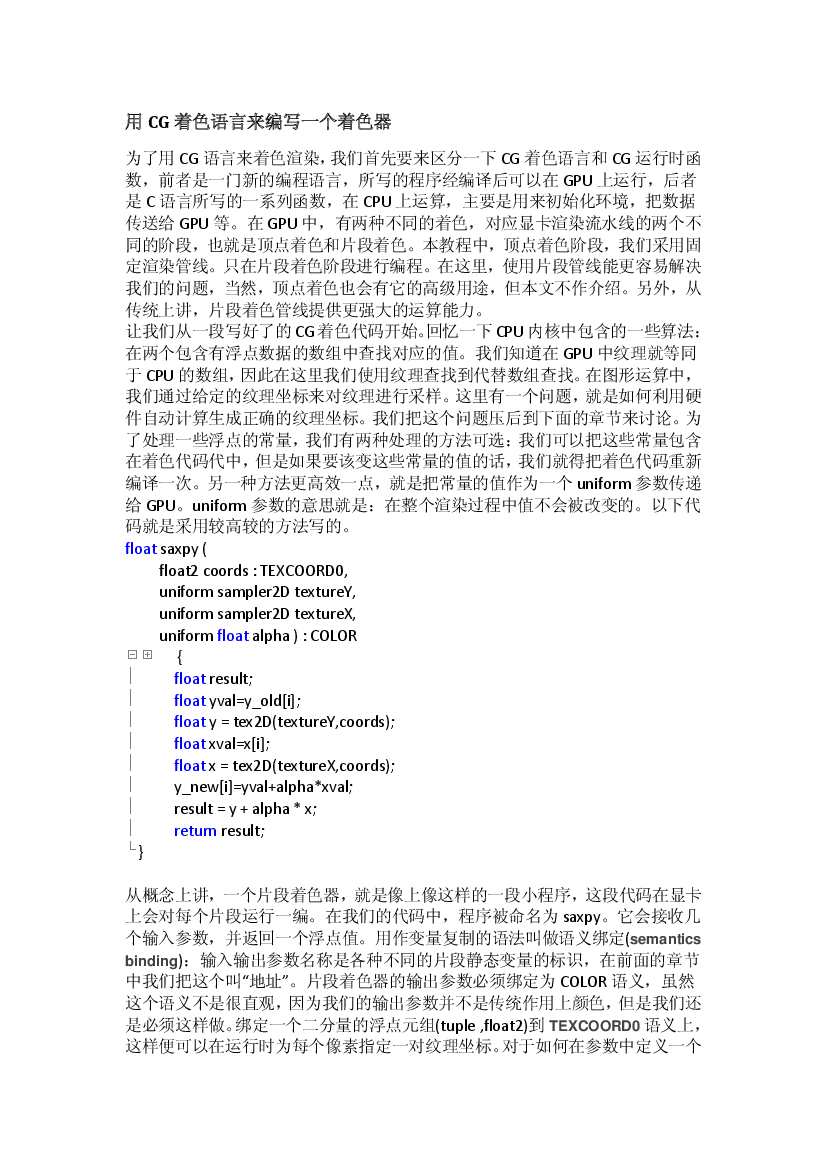 用 CG 着色语言来编写一个着色器
为了用 CG 语言来着色渲染，我们首先要来区分一下 CG 着色语言和 CG 运行时函
数，前者是一门新的编程语言，所写的程序经编译后可以在 GPU 上运行，后者
是 C 语言所写的一系列函数，在 CPU 上运算，主要是用来初始化环境，把数据
传送给 GPU 等。在 GPU 中，有两种不同的着色，对应显卡渲染流水线的两个不
同的阶段，也就是顶点着色和片段着色。本教程中，顶点着色阶段，我们采用固
定渲染管线。只在片段着色阶段进行编程。在这里，使用片段管线能更容易解决
我们的问题，当然，顶点着色也会有它的高级用途，但本文不作介绍。另外，从
传统上讲，片段着色管线提供更强大的运算能力。
让我们从一段写好了的 CG 着色代码开始。回忆一下 CPU 内核中包含的一些算法：
在两个包含有浮点数据的数组中查找对应的值。我们知道在 GPU 中纹理就等同
于 CPU 的数组，因此在这里我们使用纹理查找到代替数组查找。在图形运算中，
我们通过给定的纹理坐标来对纹理进行采样。这里有一个问题，就是如何利用硬
件自动计算生成正确的纹理坐标。我们把这个问题压后到下面的章节来讨论。为
了处理一些浮点的常量，我们有两种处理的方法可选：我们可以把这些常量包含
在着色代码代中，但是如果要该变这些常量的值的话，我们就得把着色代码重新
编译一次。另一种方法更高效一点，就是把常量的值作为一个 uniform 参数传递
给 GPU。uniform 参数的意思就是：在整个渲染过程中值不会被改变的。以下代
码就是采用较高较的方法写的。
float saxpy (
float2 coords : TEXCOORD0,
uniform sampler2D textureY,
uniform sampler2D textureX,
uniform float alpha ) : COLOR
{
float result;
float yval=y_old[i];
float y = tex2D(textureY,coords);
float xval=x[i];
float x = tex2D(textureX,coords);
y_new[i]=yval+alpha*xval;
result = y + alpha * x;
return result;
}
从概念上讲，一个片段着色器，就是像上像这样的一段小程序，这段代码在显卡
上会对每个片段运行一编。在我们的代码中，程序被命名为 saxpy。它会接收几
个输入参数，并返回一个浮点值。用作变量复制的语法叫做语义绑定(semantics
binding)：输入输出参数名称是各种不同的片段静态变量的标识，在前面的章节
中我们把这个叫“地址”。片段着色器的输出参数必须绑定为 COLOR 语义，虽然
这个语义不是很直观，因为我们的输出参数并不是传统作用上颜色，但是我们还
是必须这样做。绑定一个二分量的浮点元组(tuple ,float2)到 TEXCOORD0 语义上，
这样便可以在运行时为每个像素指定一对纹理坐标。对于如何在参数中定义一个